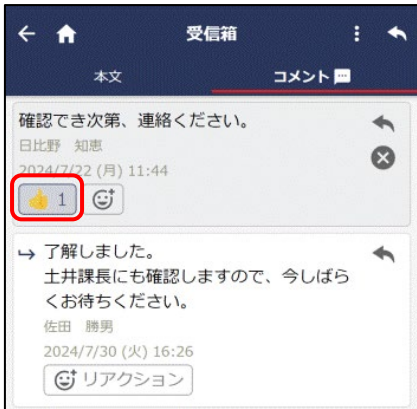 受信箱
本文
コメント
確認でき次第、連絡ください。
日比野 知恵
2024/7/22 (月) 11:44
👍 1
了解しました。
土井課長にも確認しますので、今しばら
くお待ちください。
佐田 勝男
2024/7/30 (火) 16:26
リアクション